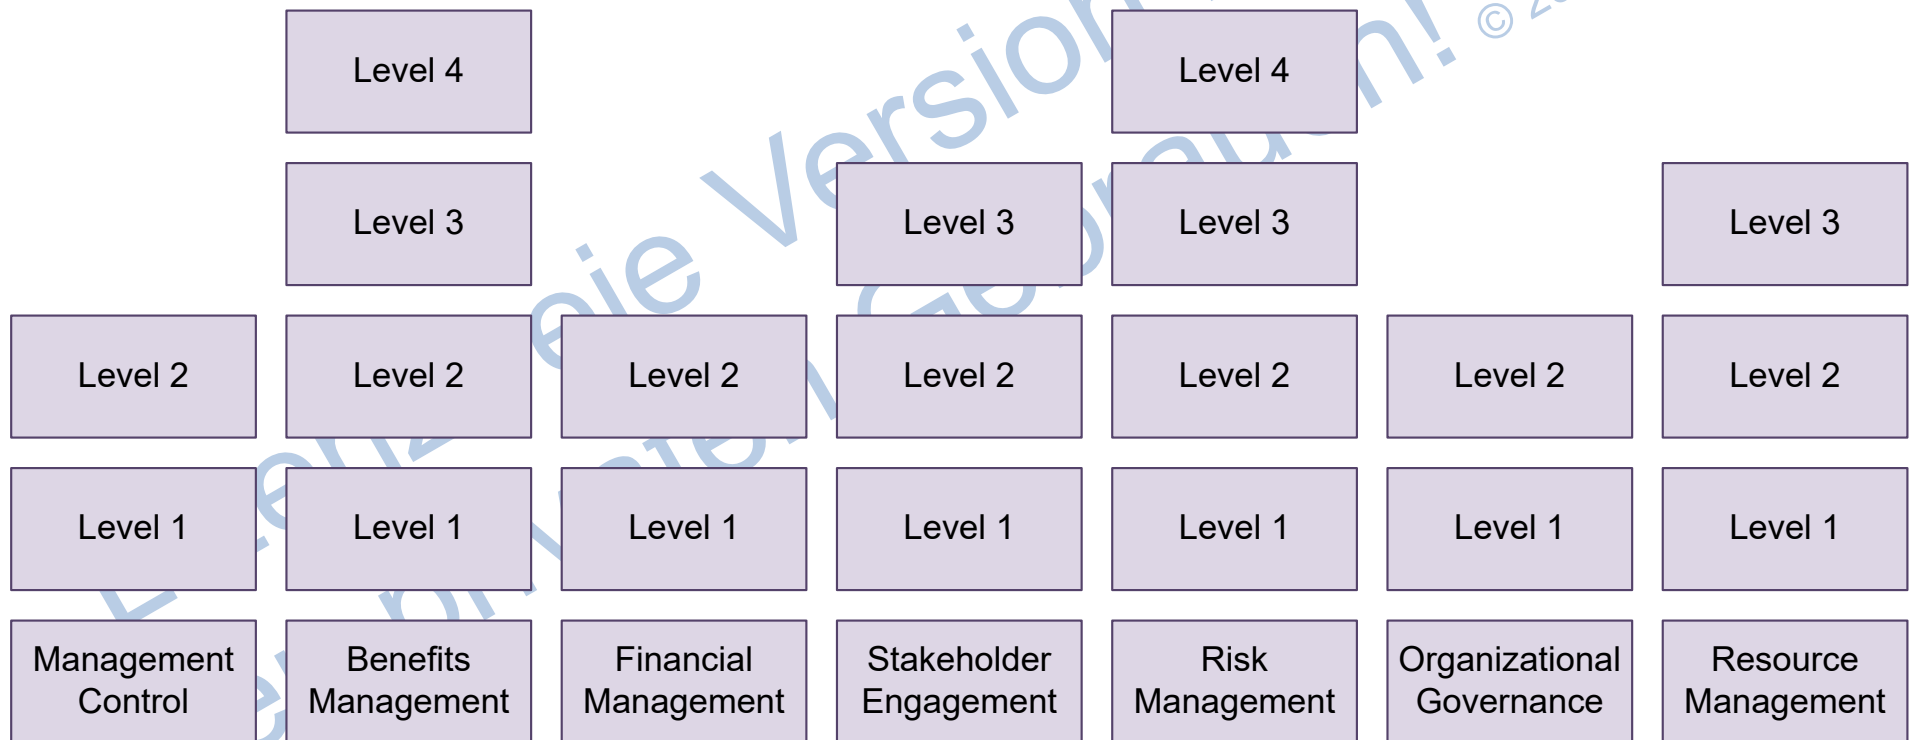 Level 4
Level 4
Level 3
Level 3
Level 3
Level 3
Level 2
Level 2
Level 2
Level 2
Level 2
Level 2
Level 2
Level 1
Level 1
Level 1
Level 1
Level 1
Level 1
Level 1
Management
Control
Benefits
Management
Financial
Management
Stakeholder
Engagement
Risk
Management
Organizational
Governance
Resource
Management